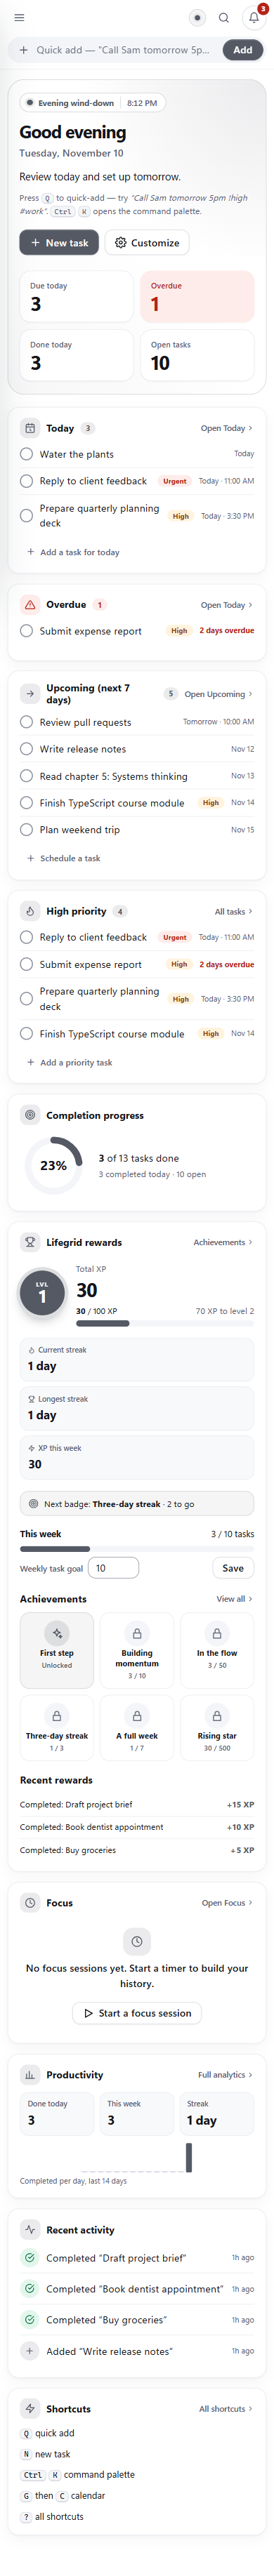 3
+ Quick add — "Call Sam tomorrow 5p... Add
Evening wind-down 8:12 PM
Good evening
Tuesday, November 10
Review today and set up tomorrow.
Press Q to quick-add — try "Call Sam tomorrow 5pm !high
#work". Ctrl K opens the command palette.
+ New task Customize
Due today
3
Overdue
1
Done today
3
Open tasks
10
Today 3 Open Today >
Water the plants Today
Reply to client feedback Urgent Today · 11:00 AM
Prepare quarterly planning
deck High Today · 3:30 PM
+ Add a task for today
Overdue 1 Open Today >
Submit expense report High 2 days overdue
Upcoming (next 7
days) 5 Open Upcoming >
Review pull requests Tomorrow · 10:00 AM
Write release notes Nov 12
Read chapter 5: Systems thinking Nov 13
Finish TypeScript course module High Nov 14
Plan weekend trip Nov 15
+ Schedule a task
High priority 4 All tasks >
Reply to client feedback Urgent Today · 11:00 AM
Submit expense report High 2 days overdue
Prepare quarterly planning
deck High Today · 3:30 PM
Finish TypeScript course module High Nov 14
+ Add a priority task
Completion progress
23%
3 of 13 tasks done
3 completed today · 10 open
Lifegrid rewards Achievements >
LVL
1
Total XP
30
30 / 100 XP 70 XP to level 2
Current streak
1 day
Longest streak
1 day
XP this week
30
Next badge: Three-day streak · 2 to go
This week 3 / 10 tasks
Weekly task goal 10 Save
Achievements View all >
First step
Unlocked
Building
momentum
3 / 10
In the flow
3 / 50
Three-day streak
1 / 3
A full week
1 / 7
Rising star
30 / 500
Recent rewards
Completed: Draft project brief +15 XP
Completed: Book dentist appointment +10 XP
Completed: Buy groceries +5 XP
Focus Open Focus >
No focus sessions yet. Start a timer to build your
history.
Start a focus session
Productivity Full analytics >
Done today
3
This week
3
Streak
1 day
Completed per day, last 14 days
Recent activity
Completed "Draft project brief" 1h ago
Completed "Book dentist appointment" 1h ago
Completed "Buy groceries" 1h ago
+ Added "Write release notes" 1h ago
Shortcuts All shortcuts >
Q quick add
N new task
Ctrl K command palette
G then C calendar
? all shortcuts